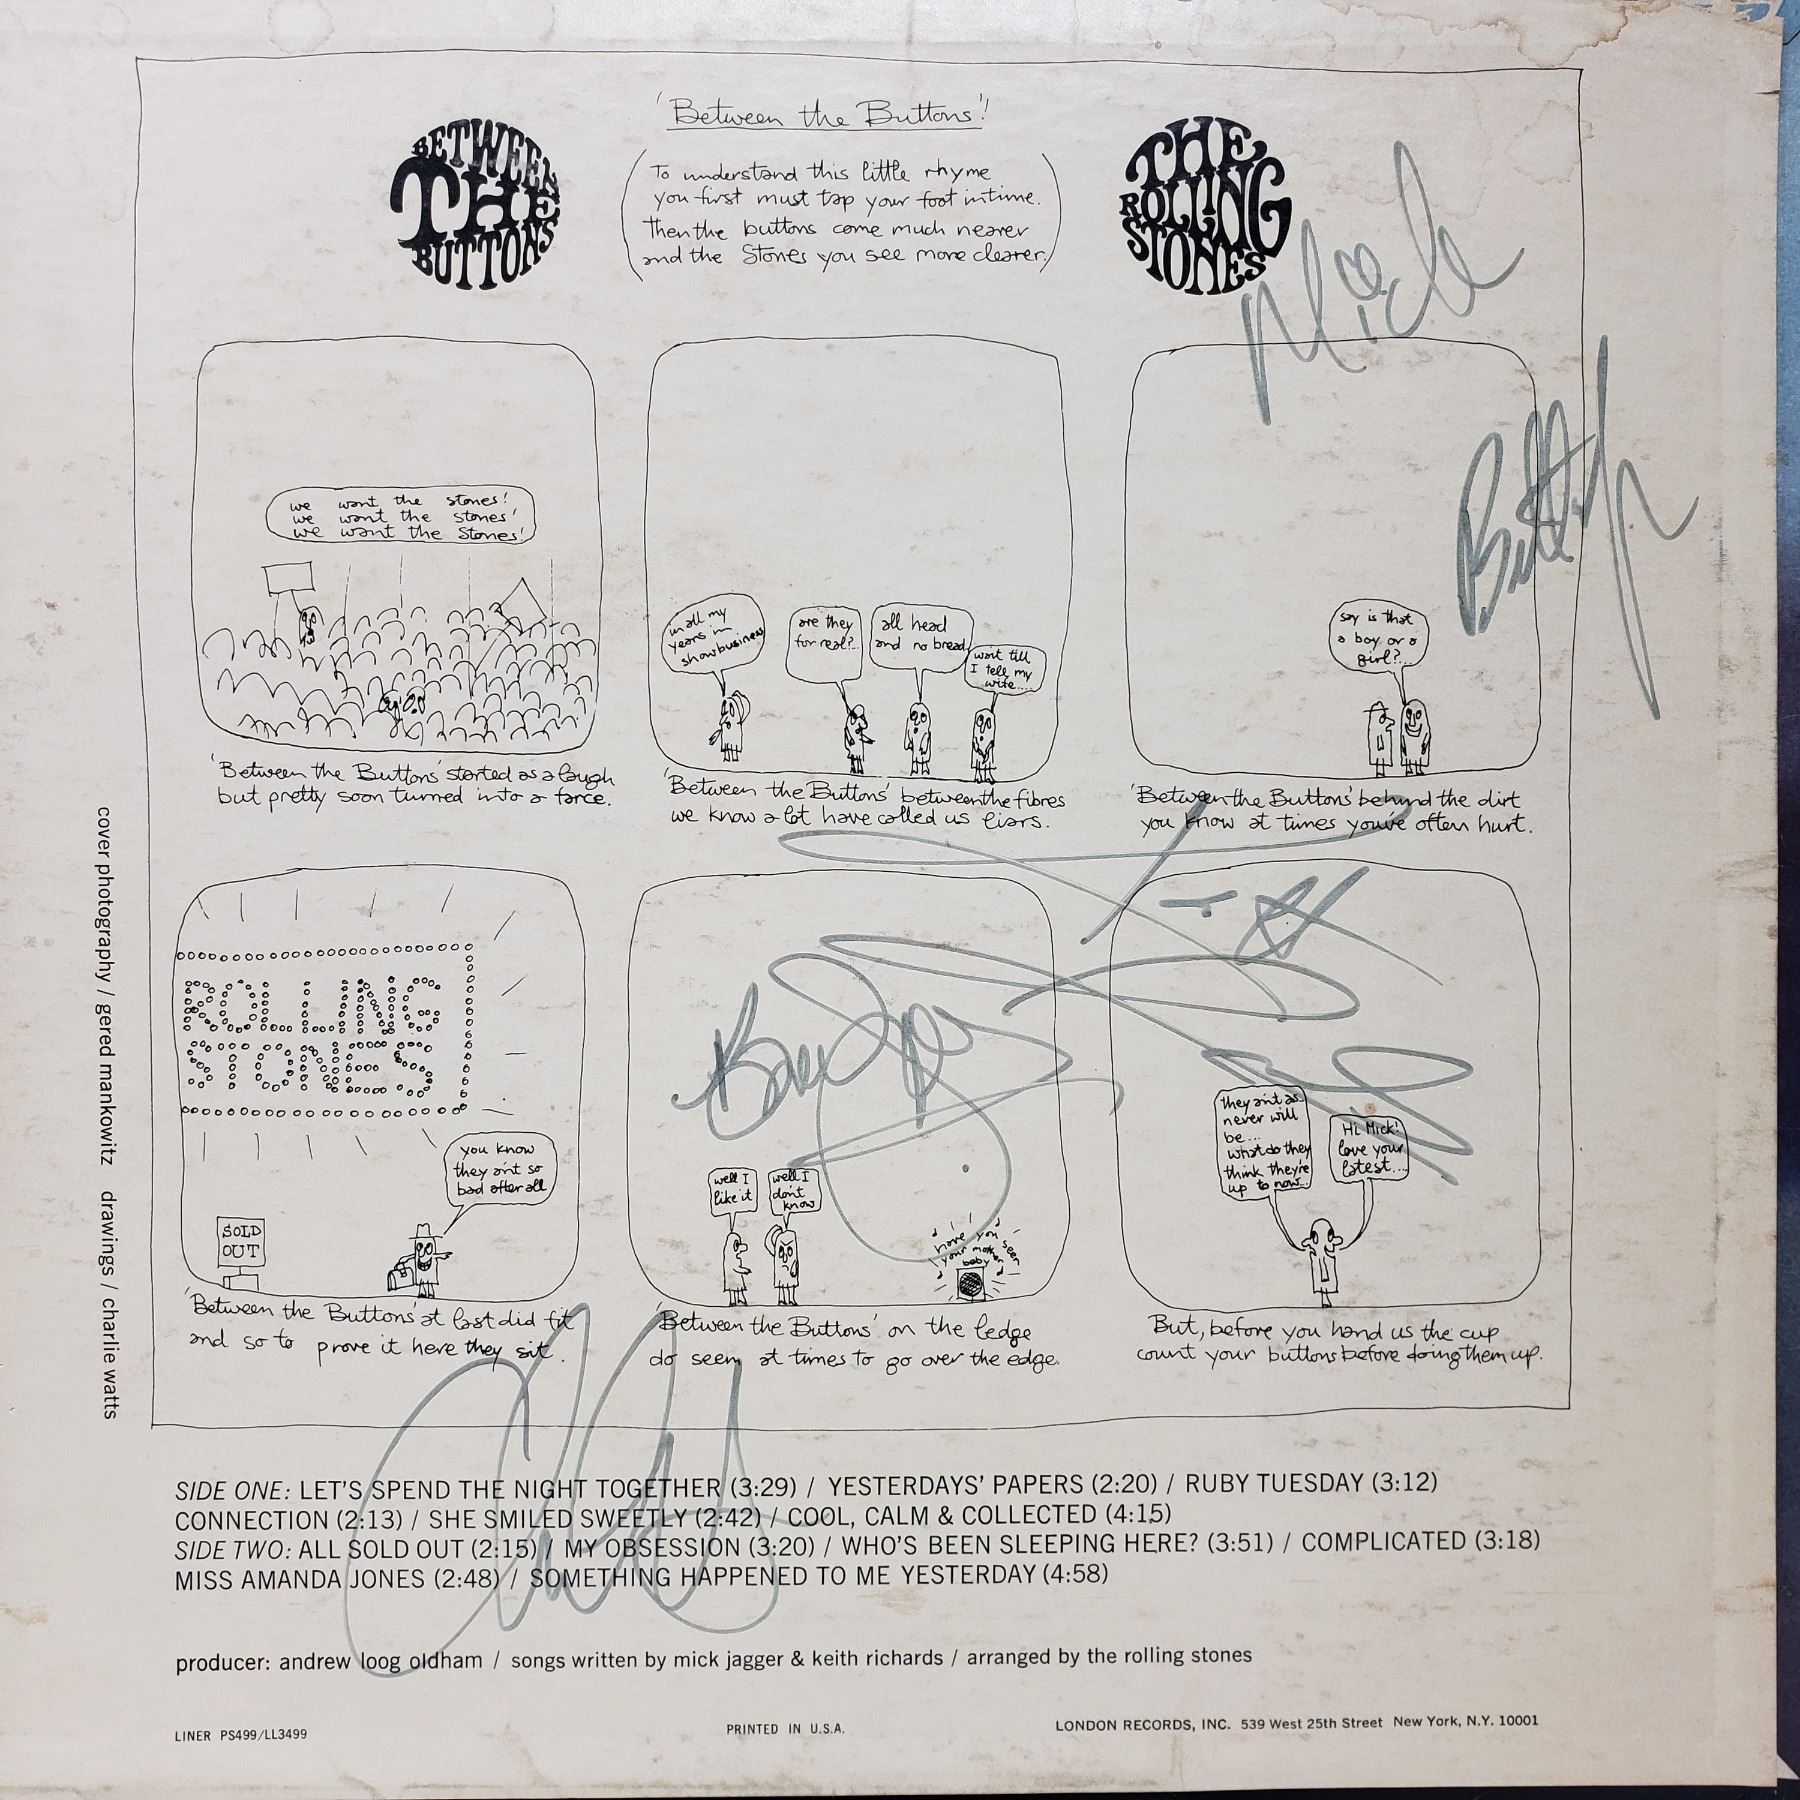 BETWEEN
THE
BUTTONS
'Between the Buttons'!
(To understand this little rhyme
you first must tap your foot in time.
Then the buttons come much nearer
and the Stones you see more clearer.)
THE
ROLLING
STONES
Mick
we want the stones!
we want the stones!
we want the Stones!
in all my
years in
showbusiness
are they
for real?..
all head
and no bread
wait till
I tell my
wife....
say is that
a boy or a
girl?...
'Between the Buttons' started as a laugh
but pretty soon turned into a farce.
'Between the Buttons' between the fibres
we know a lot have called us liars.
'Between the Buttons' behind the dirt
you know at times you've often hurt.
ROLLING
STONES
you know
they aint so
bad after all
SOLD
OUT
well I
like it
well I
dont
know
have you seen
your mother
baby
they aint as
never will
be...
what do they
think they're
up to now...
Hi Mick!
love your
latest...
'Between the Buttons' at last did fit
and so to prove it here they sit.
'Between the Buttons' on the ledge
do seem at times to go over the edge.
But, before you hand us the cup
count your buttons before doing them up.
cover photography / gered mankowitz drawings / charlie watts
SIDE ONE: LET'S SPEND THE NIGHT TOGETHER (3:29) / YESTERDAYS' PAPERS (2:20) / RUBY TUESDAY (3:12)
CONNECTION (2:13) / SHE SMILED SWEETLY (2:42) / COOL, CALM & COLLECTED (4:15)
SIDE TWO: ALL SOLD OUT (2:15) / MY OBSESSION (3:20) / WHO'S BEEN SLEEPING HERE? (3:51) / COMPLICATED (3:18)
MISS AMANDA JONES (2:48) / SOMETHING HAPPENED TO ME YESTERDAY (4:58)
producer: andrew loog oldham / songs written by mick jagger & keith richards / arranged by the rolling stones
LINER PS499/LL3499
PRINTED IN U.S.A.
LONDON RECORDS, INC. 539 West 25th Street New York, N.Y. 10001